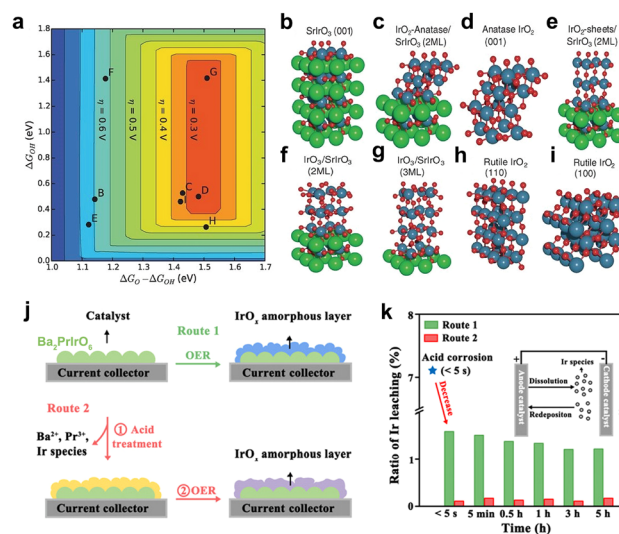 a
ΔG_OH (eV)
1.8
1.6
1.4
1.2
1.0
0.8
0.6
0.4
0.2
0.0
η = 0.6 V
η = 0.5 V
η = 0.4 V
η = 0.3 V
F
G
B
C
D
E
H
1.0
1.1
1.2
1.3
1.4
1.5
1.6
1.7
ΔG_O − ΔG_OH (eV)
b
SrIrO₃ (001)
c
IrO₂-Anatase/
SrIrO₃ (2ML)
d
Anatase IrO₂
(001)
e
IrO₂-sheets/
SrIrO₃ (2ML)
f
IrO₃/SrIrO₃
(2ML)
g
IrO₃/SrIrO₃
(3ML)
h
Rutile IrO₂
(110)
i
Rutile IrO₂
(100)
j
Catalyst
Ba₂PrIrO₆
Current collector
Route 1
OER
IrOₓ amorphous layer
Current collector
Route 2
Ba²⁺, Pr³⁺,
Ir species
① Acid
treatment
Current collector
② OER
IrOₓ amorphous layer
Current collector
k
Ratio of Ir leaching (%)
8
7
1
0
Route 1
Route 2
Acid corrosion
(< 5 s)
Decrease
+
-
Ir species
Anode catalyst
Dissolution
Redepositon
Cathode catalyst
< 5 s
5 min
0.5 h
1 h
3 h
5 h
Time (h)